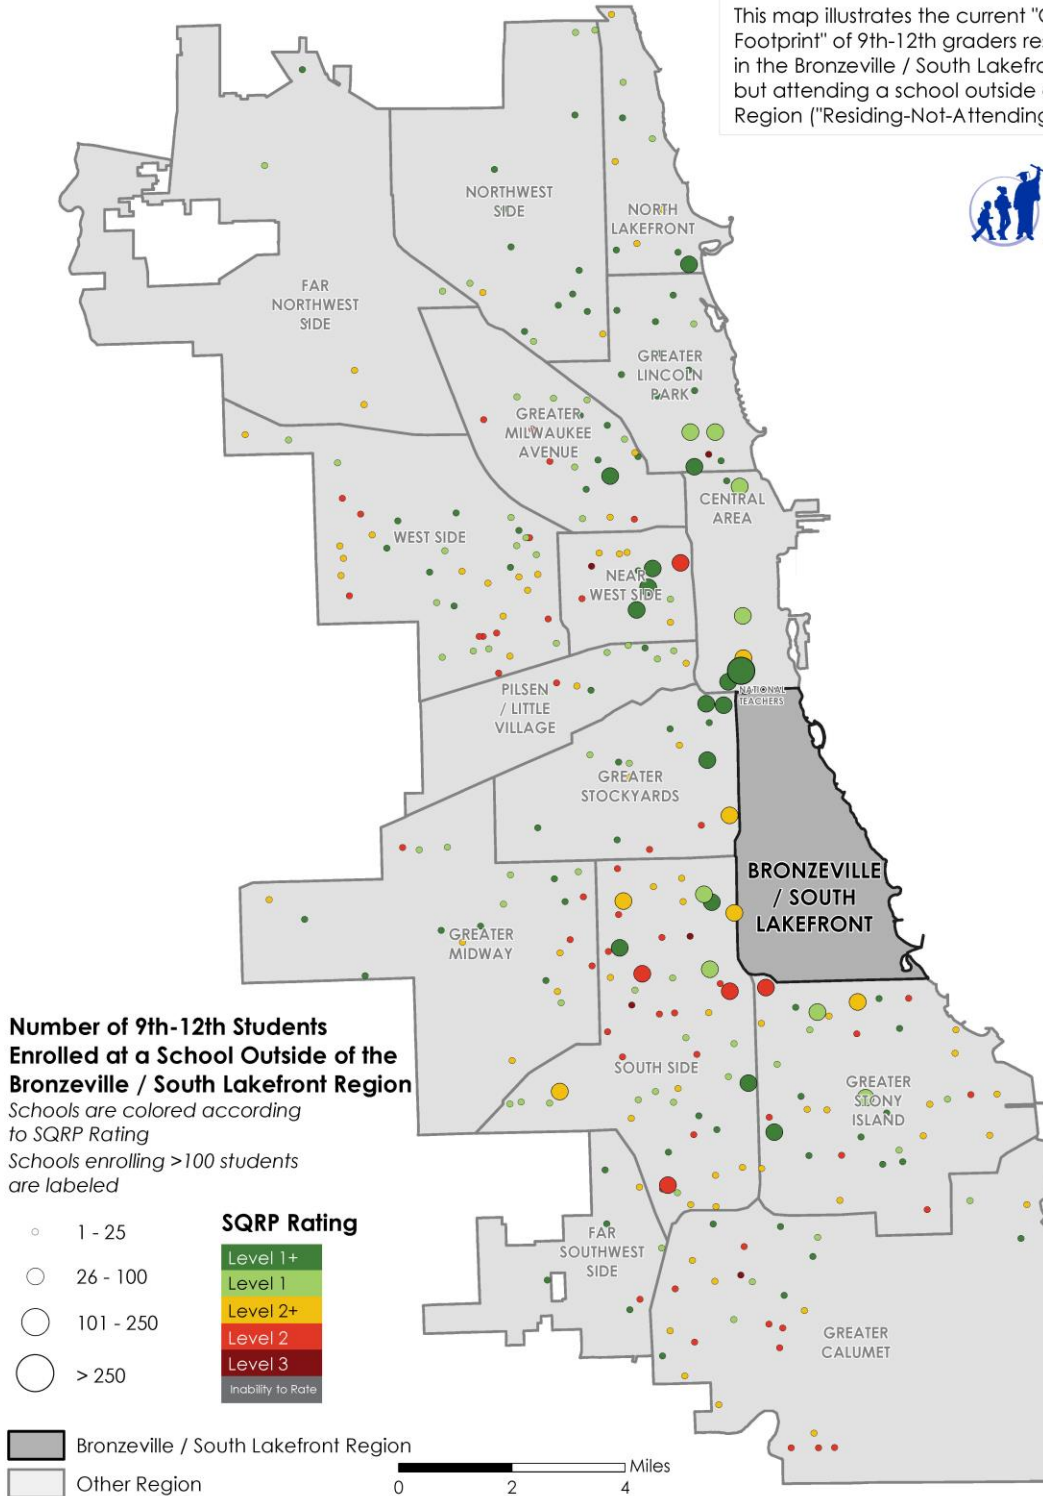 This map illustrates the current "
Footprint" of 9th-12th graders
in the Bronzeville / South
but attending a school outside
Region ("Residing-Not-Attending
NORTHWEST
SIDE
NORTH
LAKEFRONT
FAR
NORTHWEST
SIDE
GREATER
LINCOLN
PARK
GREATER
MILWAUKEE
AVENUE
CENTRAL
AREA
WEST SIDE
NEAR
WEST SIDE
PILSEN
/ LITTLE
VILLAGE
NATIONAL
TEACHERS
GREATER
STOCKYARDS
BRONZEVILLE
/ SOUTH
LAKEFRONT
GREATER
MIDWAY
SOUTH SIDE
GREATER
STONY
ISLAND
FAR
SOUTHWEST
SIDE
GREATER
CALUMET
Number of 9th-12th Students
Enrolled at a School Outside of the
Bronzeville / South Lakefront Region
Schools are colored according
to SQRP Rating
Schools enrolling >100 students
are labeled
1 - 25
26 - 100
101 - 250
> 250
SQRP Rating
Level 1+
Level 1
Level 2+
Level 2
Level 3
Inability to Rate
Bronzeville / South Lakefront Region
Other Region
Miles
0 2 4